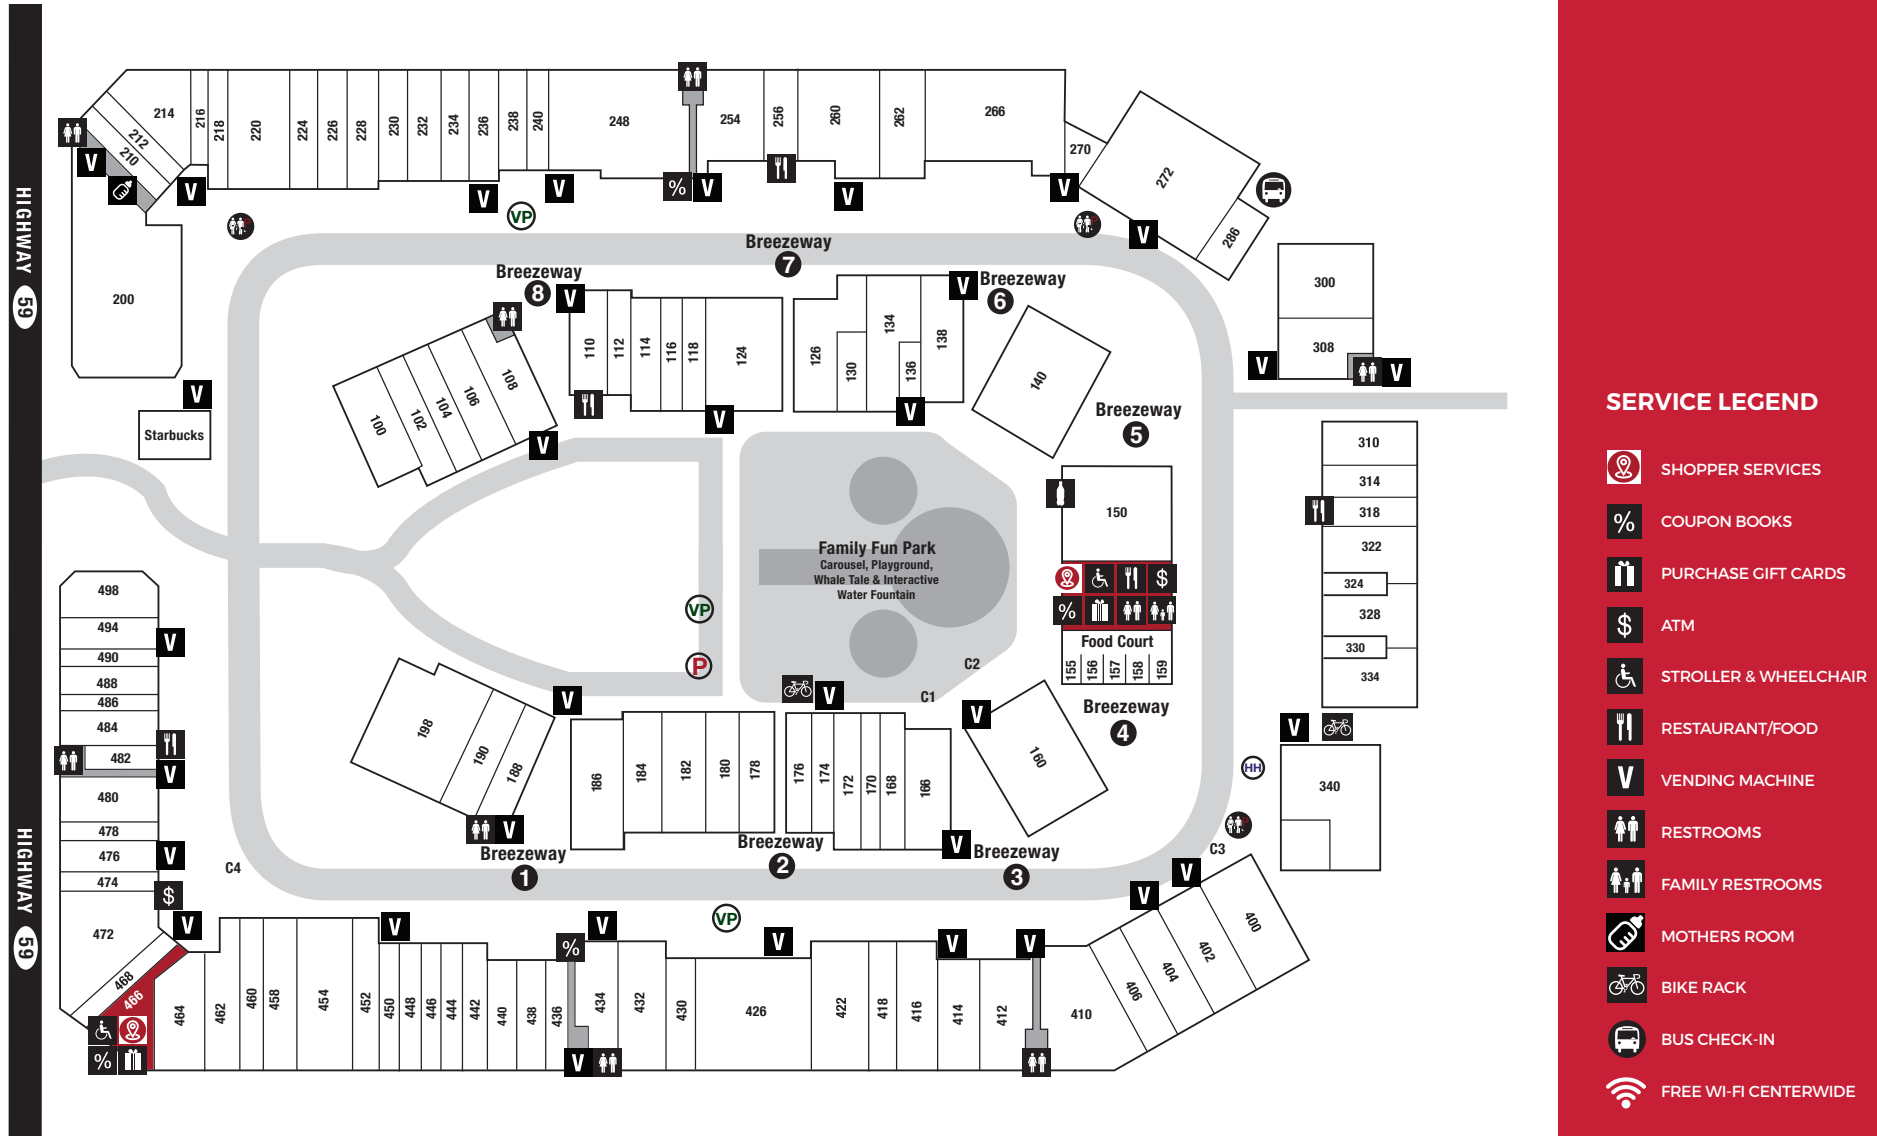 HIGHWAY 59
HIGHWAY 59
214
216
218
220
224
226
228
230
232
234
236
238
240
248
254
256
260
262
266
270
272
286
212
210
200
V
V
V
V
%
V
V
V
V
VP
P
P
Breezeway
7
Breezeway
8
Breezeway
6
V
V
110
112
114
116
118
124
126
130
134
136
138
140
100
102
104
106
108
V
V
V
V
Starbucks
300
308
V
V
Breezeway
5
150
310
314
318
322
324
328
330
334
Family Fun Park
Carousel, Playground,
Whale Tale & Interactive
Water Fountain
$
%
Food Court
155
156
157
158
159
VP
P
C2
C1
V
V
V
Breezeway
4
160
HH
V
340
P
C3
498
494
490
488
486
484
482
480
478
476
474
472
468
466
V
V
V
$
V
%
198
190
188
V
186
184
182
180
178
176
174
172
170
168
166
V
Breezeway
1
Breezeway
2
Breezeway
3
C4
VP
V
V
V
V
V
V
V
%
V
464
462
460
458
454
452
450
448
446
444
442
440
438
436
434
432
430
426
422
418
416
414
412
410
406
404
402
400
SERVICE LEGEND
SHOPPER SERVICES
% COUPON BOOKS
PURCHASE GIFT CARDS
$ ATM
STROLLER & WHEELCHAIR
RESTAURANT/FOOD
V VENDING MACHINE
RESTROOMS
FAMILY RESTROOMS
MOTHERS ROOM
BIKE RACK
BUS CHECK-IN
FREE WI-FI CENTERWIDE